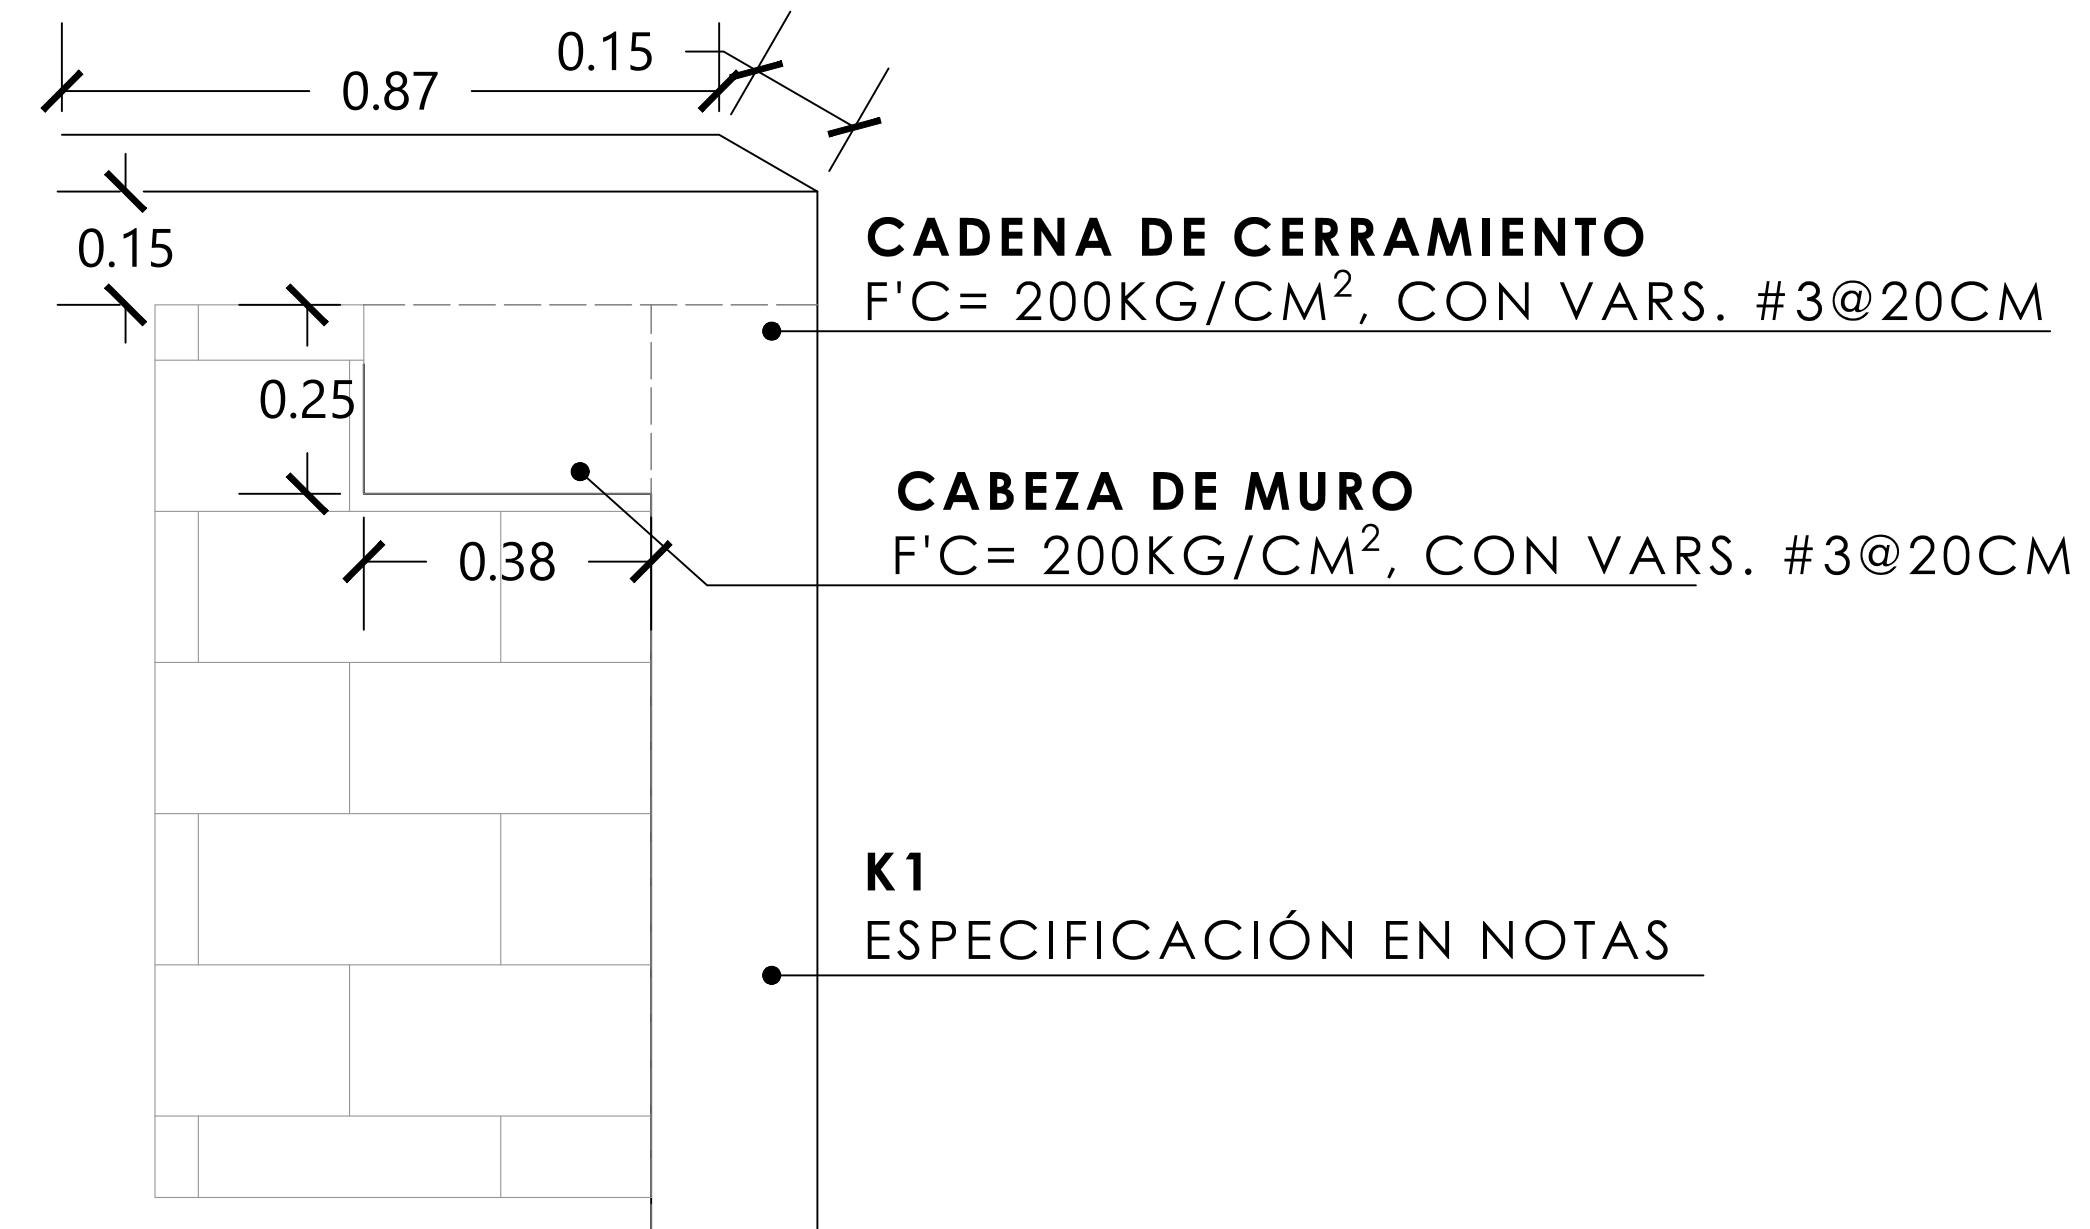 0.15
0.87
0.15
CADENA DE CERRAMIENTO
F'C= 200KG/CM², CON VARS. #3@20CM
0.25
CABEZA DE MURO
F'C= 200KG/CM², CON VARS. #3@20CM
0.38
K1
ESPECIFICACIÓN EN NOTAS